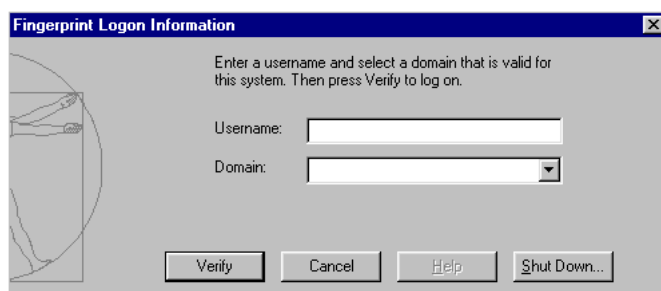 Fingerprint Logon Information
Enter a username and select a domain that is valid for
this system. Then press Verify to log on.
Username:
Domain:
Verify Cancel Help Shut Down...